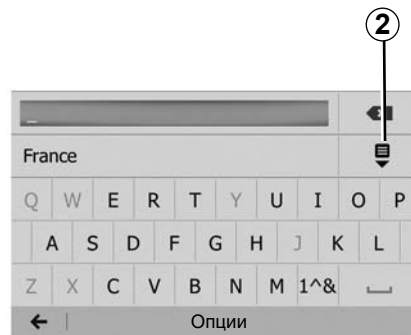 2
_
France
Q W E R T Y U I O P
A S D F G H J K L
Z X C V B N M 1^&
Опции